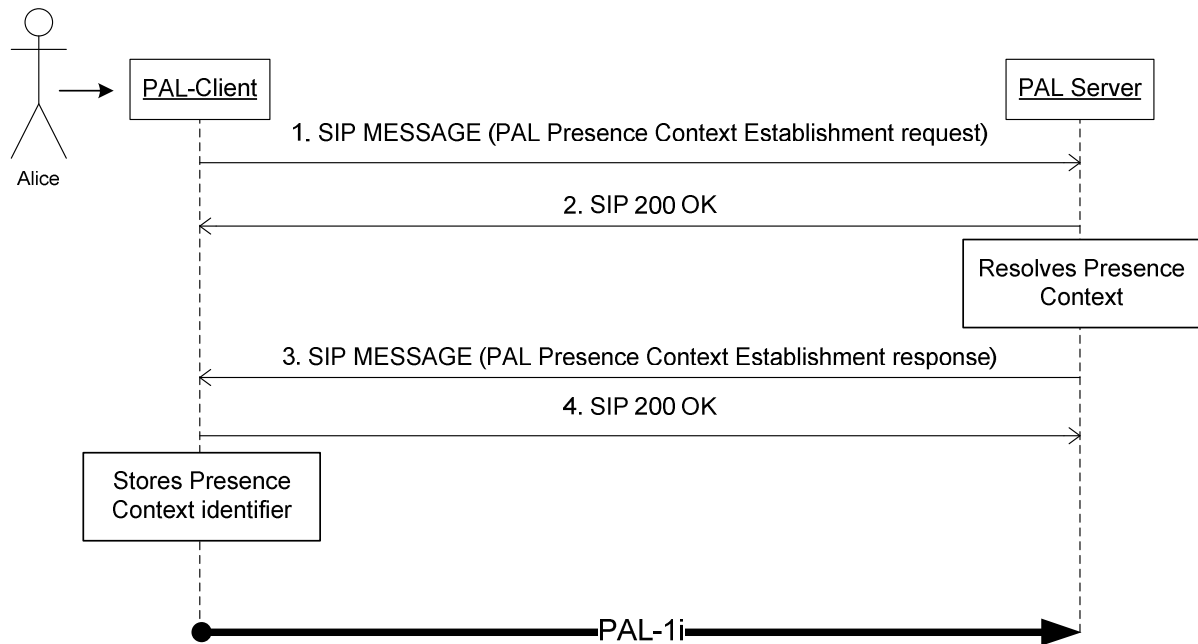 Alice
PAL-Client
PAL Server
1. SIP MESSAGE (PAL Presence Context Establishment request)
2. SIP 200 OK
Resolves Presence
Context
3. SIP MESSAGE (PAL Presence Context Establishment response)
4. SIP 200 OK
Stores Presence
Context identifier
PAL-1i